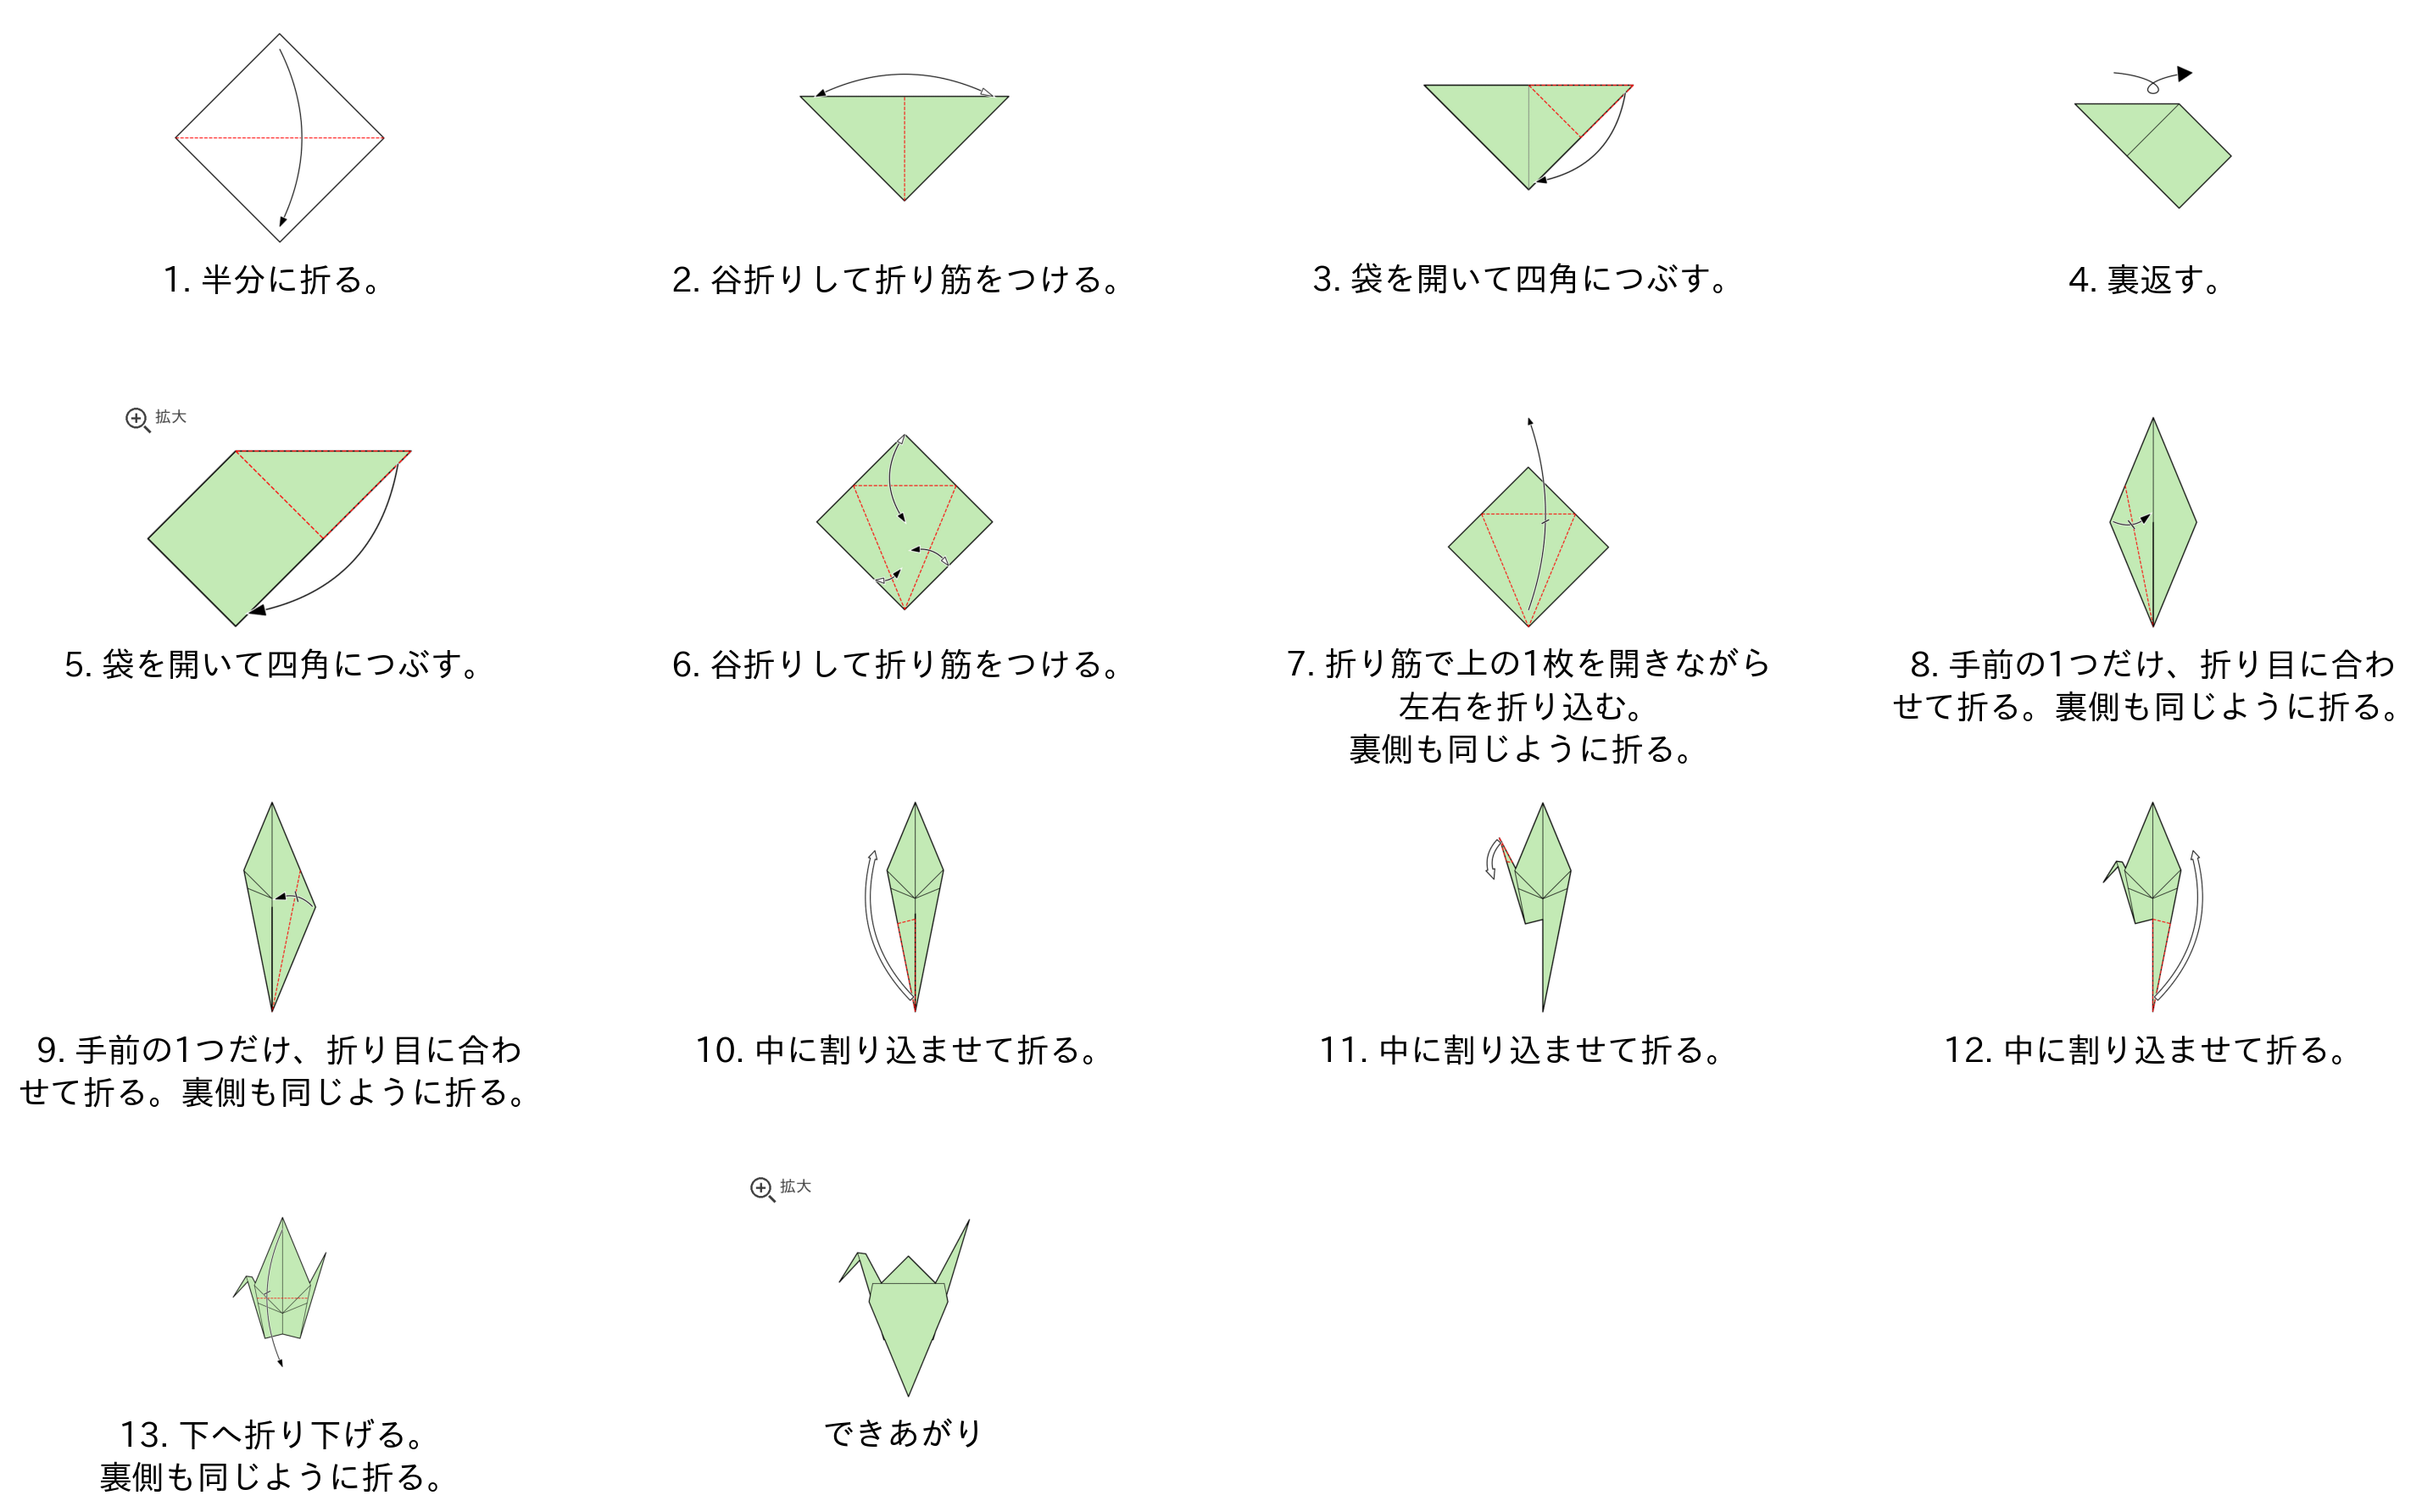 1. 半分に折る。
2. 谷折りして折り筋をつける。
3. 袋を開いて四角につぶす。
4. 裏返す。
拡大
5. 袋を開いて四角につぶす。
6. 谷折りして折り筋をつける。
7. 折り筋で上の1枚を開きながら
左右を折り込む。
裏側も同じように折る。
8. 手前の1つだけ、折り目に合わ
せて折る。裏側も同じように折る。
9. 手前の1つだけ、折り目に合わ
せて折る。裏側も同じように折る。
10. 中に割り込ませて折る。
11. 中に割り込ませて折る。
12. 中に割り込ませて折る。
13. 下へ折り下げる。
裏側も同じように折る。
拡大
できあがり